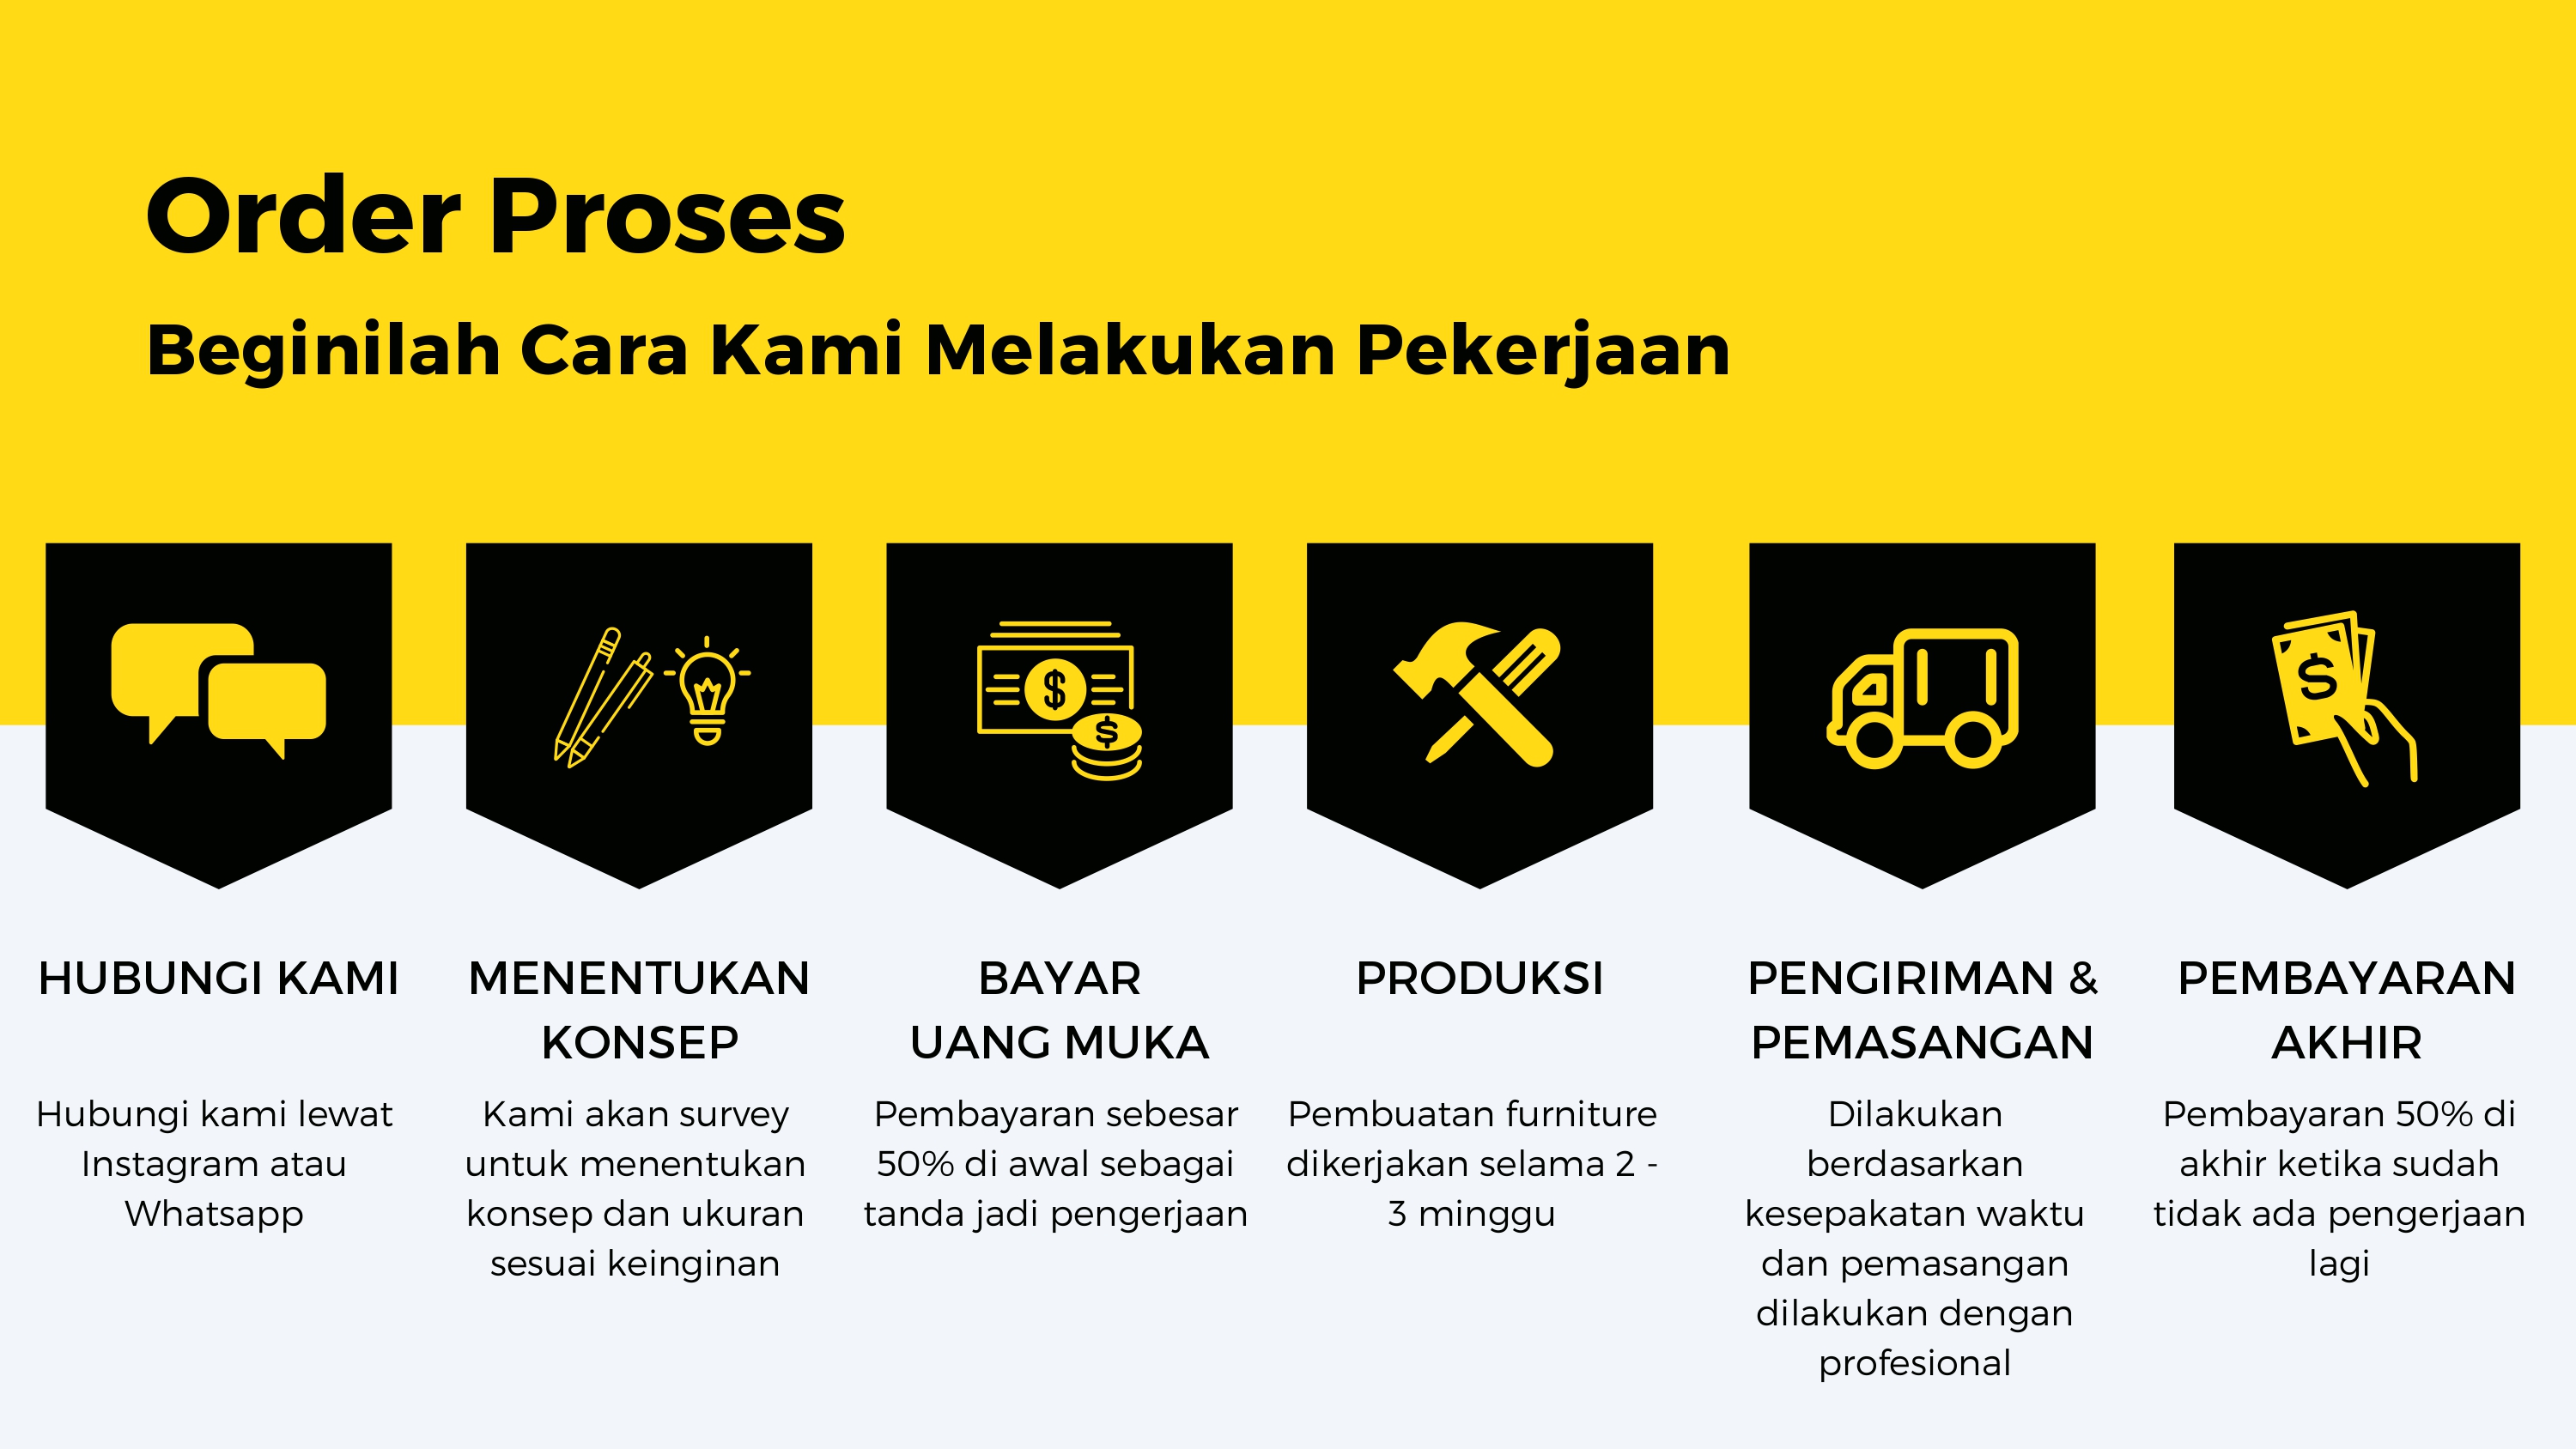 Order Proses
Beginilah Cara Kami Melakukan Pekerjaan
$
$
$
HUBUNGI KAMI
Hubungi kami lewat
Instagram atau
Whatsapp
MENENTUKAN
KONSEP
Kami akan survey
untuk menentukan
konsep dan ukuran
sesuai keinginan
BAYAR
UANG MUKA
Pembayaran sebesar
50% di awal sebagai
tanda jadi pengerjaan
PRODUKSI
Pembuatan furniture
dikerjakan selama 2 -
3 minggu
PENGIRIMAN &
PEMASANGAN
Dilakukan
berdasarkan
kesepakatan waktu
dan pemasangan
dilakukan dengan
profesional
PEMBAYARAN
AKHIR
Pembayaran 50% di
akhir ketika sudah
tidak ada pengerjaan
lagi